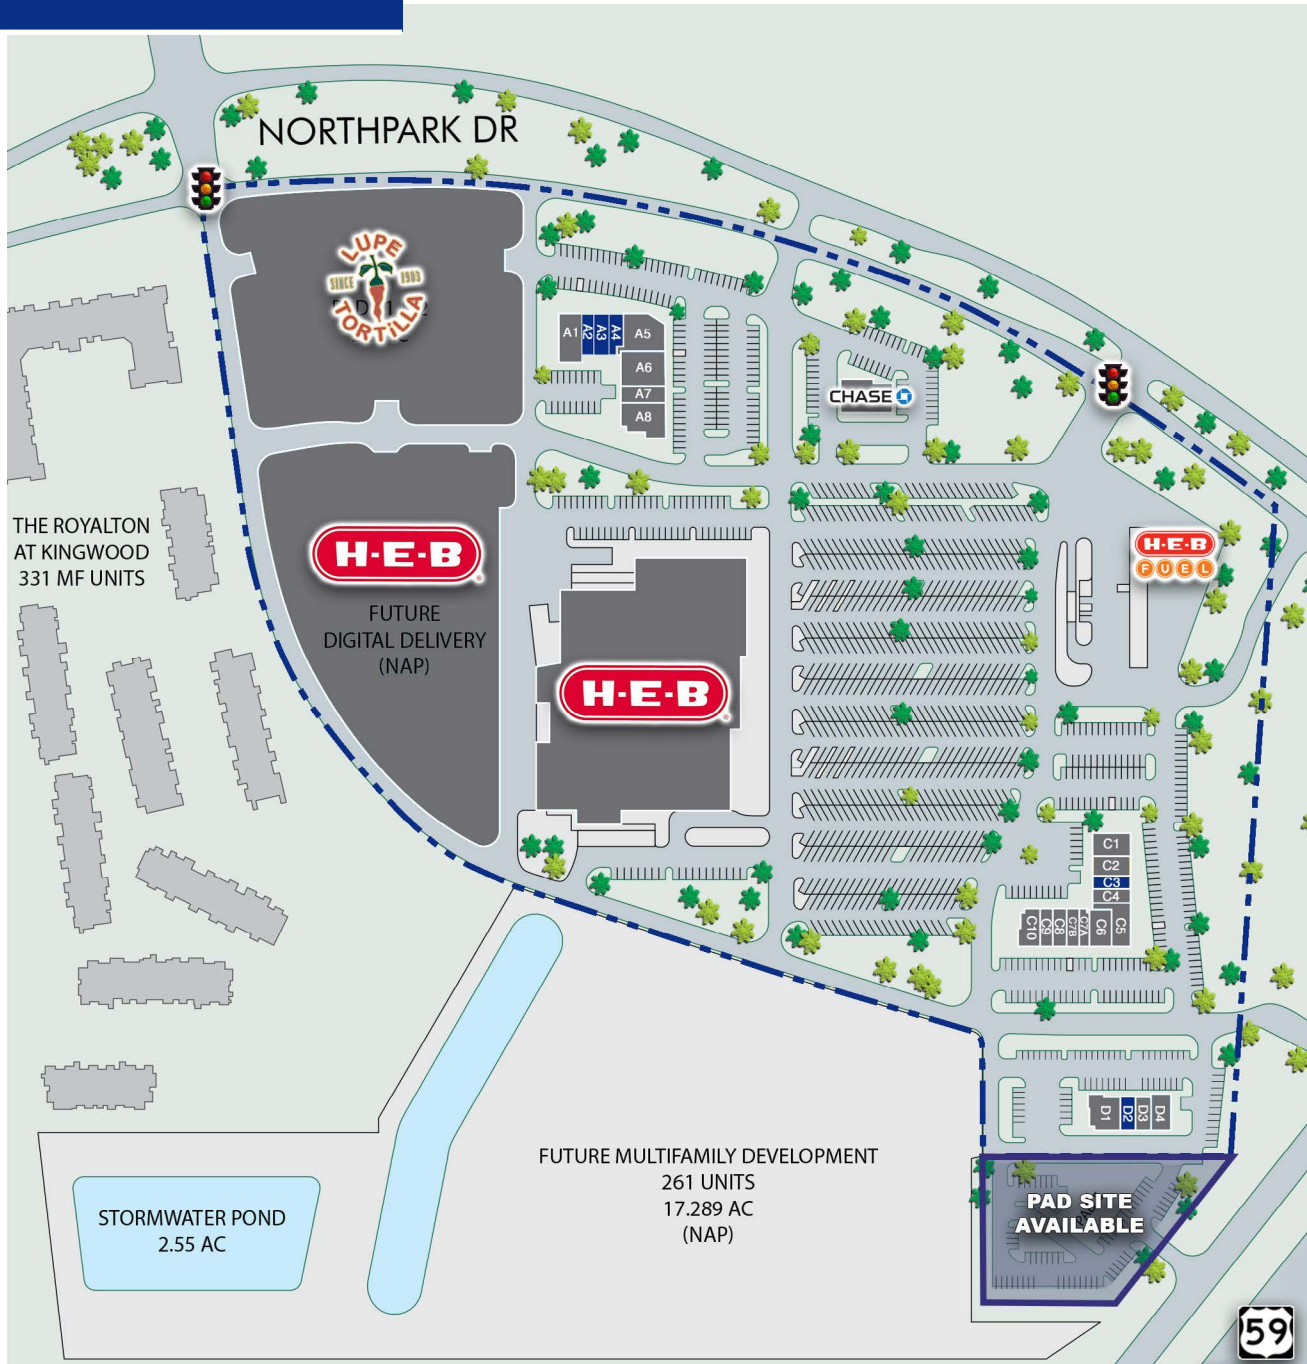 NORTHPARK DR
LUPE
SINCE 1983
TORTILLA
A1
A2
A3
A4
A5
A6
A7
A8
CHASE
THE ROYALTON
AT KINGWOOD
331 MF UNITS
H-E-B
FUTURE
DIGITAL DELIVERY
(NAP)
H-E-B
H-E-B
FUEL
C1
C2
C3
C4
C10
C9
C8
C7B
C7A
C6
C5
D1
D2
D3
D4
FUTURE MULTIFAMILY DEVELOPMENT
261 UNITS
17.289 AC
(NAP)
STORMWATER POND
2.55 AC
PAD SITE
AVAILABLE
59